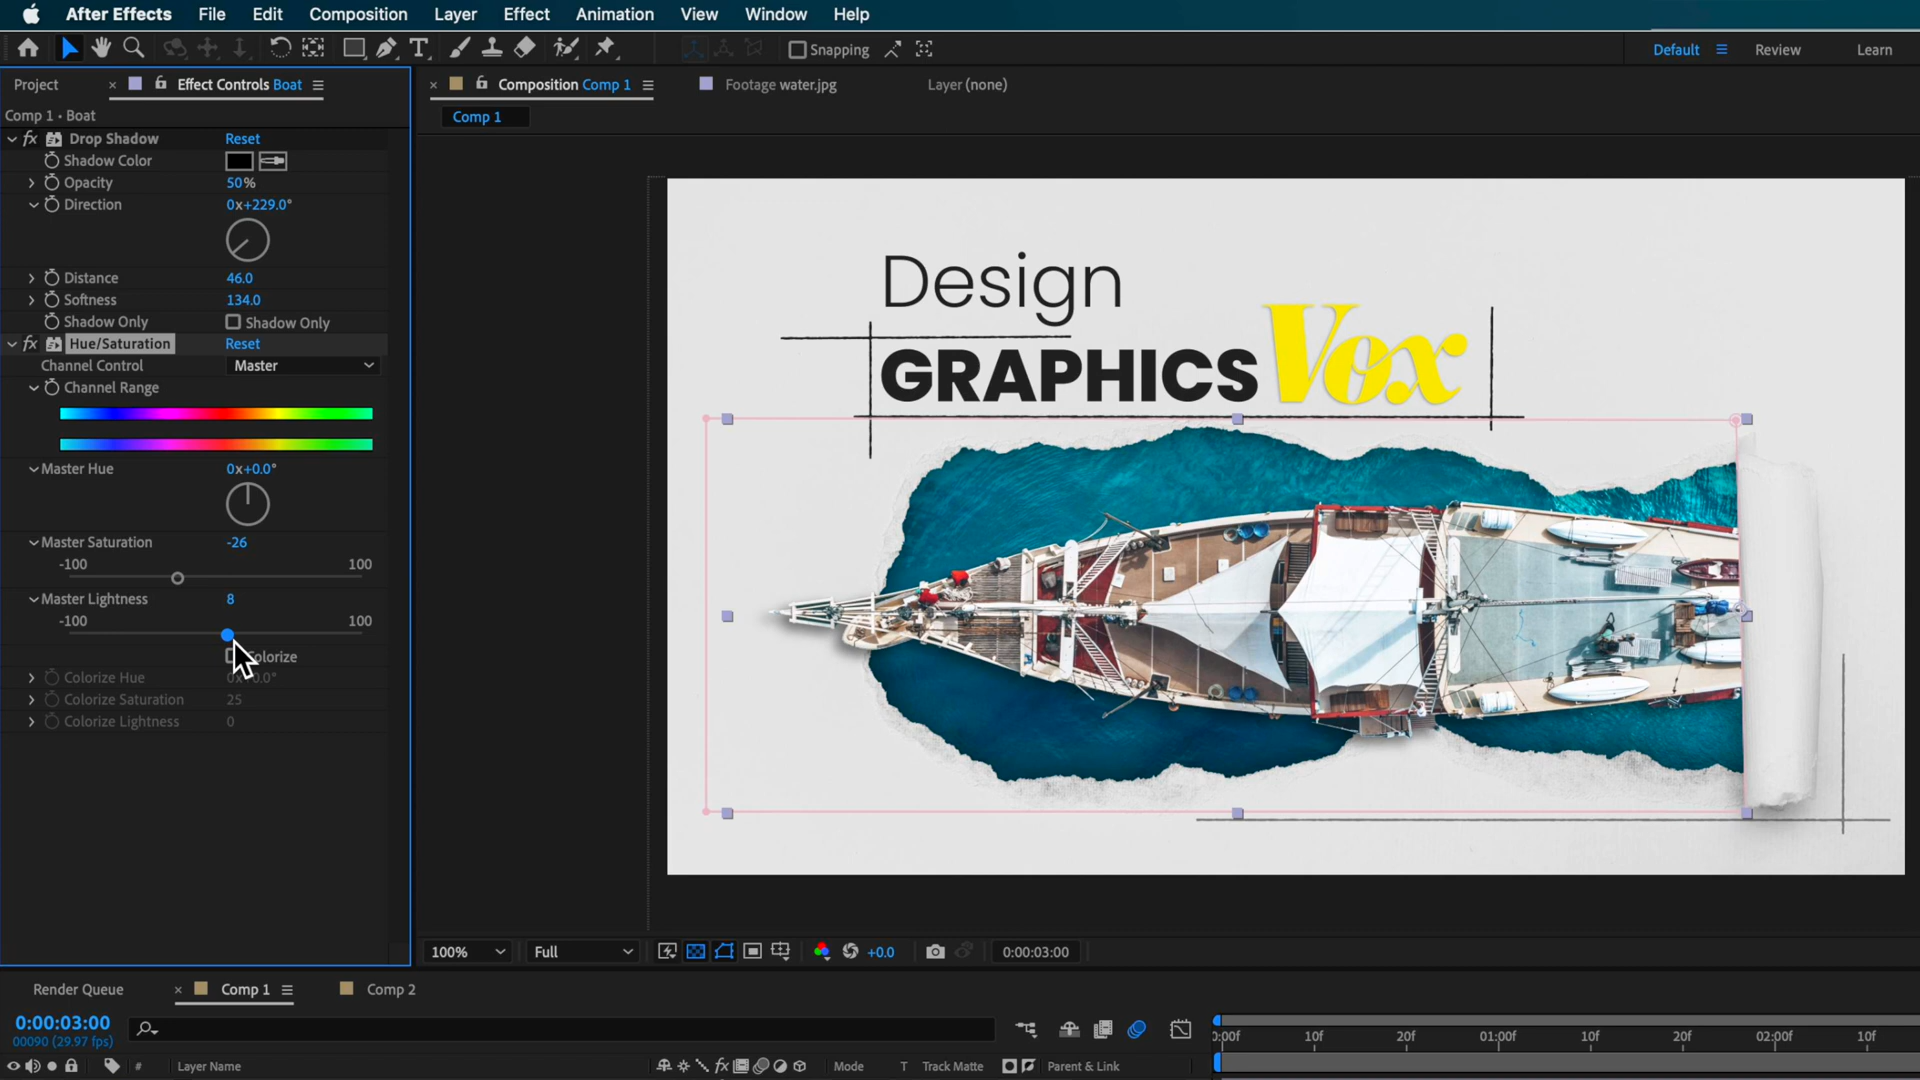 After Effects File Edit Composition Layer Effect Animation View Window Help
Snapping
Default Review Learn
Project × Effect Controls Boat
× Composition Comp 1 Footage water.jpg Layer (none)
Comp 1 • Boat
Comp 1
fx Drop Shadow Reset
Shadow Color
Opacity 50%
Direction 0x+229.0°
Distance 46.0
Softness 134.0
Shadow Only Shadow Only
fx Hue/Saturation Reset
Channel Control Master
Channel Range
Master Hue 0x+0.0°
Master Saturation -26
-100 100
Master Lightness 8
-100 100
Colorize Hue
Colorize Saturation 25
Colorize Lightness 0
Design
GRAPHICS Vox
100% Full +0.0 0:00:03:00
Render Queue × Comp 1 Comp 2
0:00:03:00
00090 (29.97 fps)
10f 20f 01:00f 10f 20f 02:00f 10f
# Layer Name fx Mode T Track Matte Parent & Link